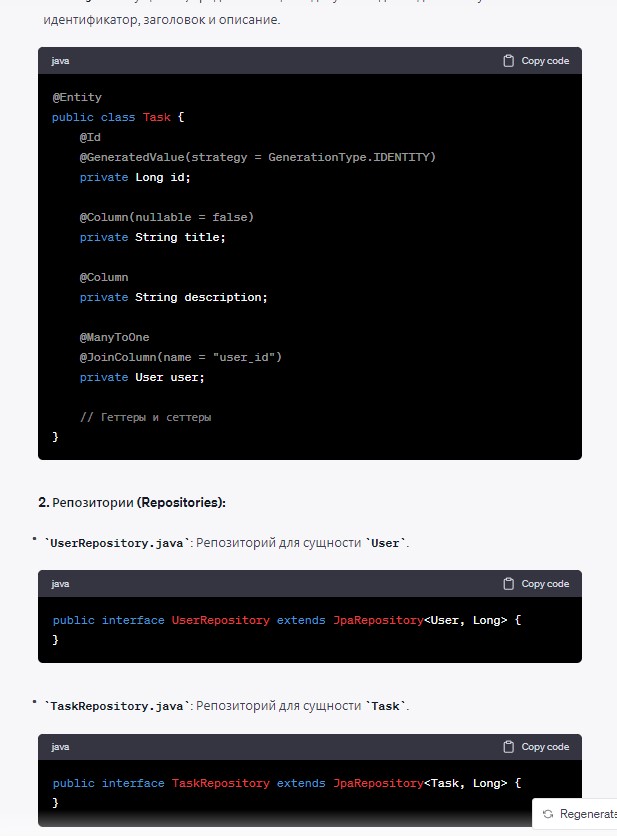 идентификатор, заголовок и описание.
java Copy code
@Entity
public class Task {
@Id
@GeneratedValue(strategy = GenerationType.IDENTITY)
private Long id;
@Column(nullable = false)
private String title;
@Column
private String description;
@ManyToOne
@JoinColumn(name = "user_id")
private User user;
// Геттеры и сеттеры
}
2. Репозитории (Repositories):
• `UserRepository.java`: Репозиторий для сущности `User`.
java Copy code
public interface UserRepository extends JpaRepository<User, Long> {
}
• `TaskRepository.java`: Репозиторий для сущности `Task`.
java Copy code
public interface TaskRepository extends JpaRepository<Task, Long> {
}
Regenerate